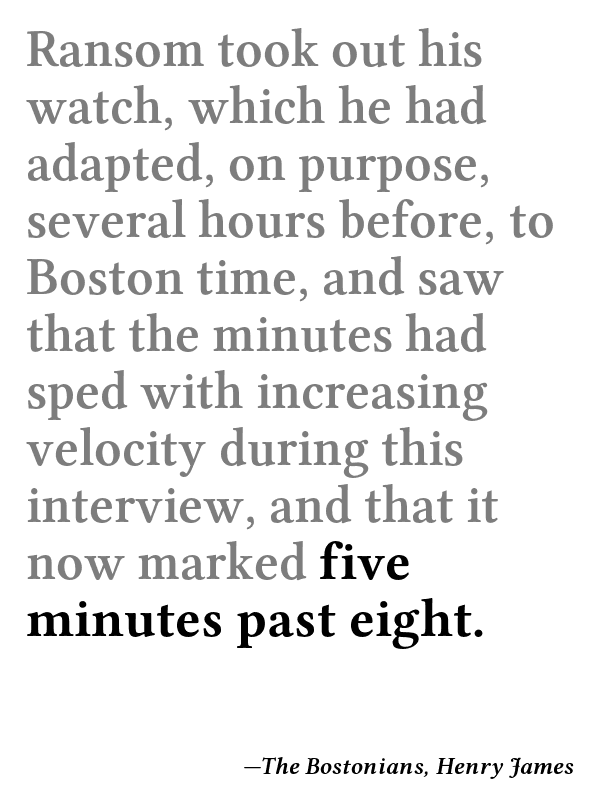 Ransom took out his
watch, which he had
adapted, on purpose,
several hours before, to
Boston time, and saw
that the minutes had
sped with increasing
velocity during this
interview, and that it
now marked five
minutes past eight.
—The Bostonians, Henry James